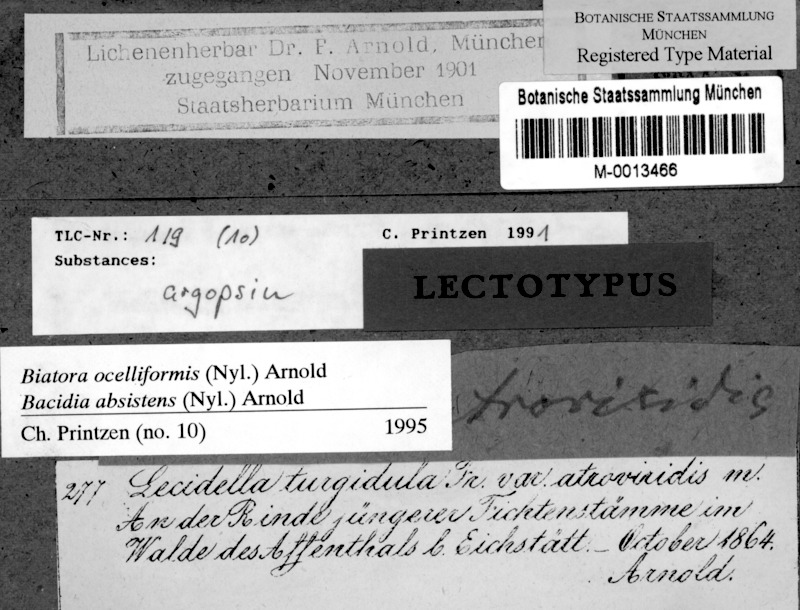 Lichenenherbar Dr. F. Arnold, München
zugegangen November 1901
Staatsherbarium München
BOTANISCHE STAATSSAMMLUNG
MÜNCHEN
Registered Type Material
Botanische Staatssammlung München
M-0013466
TLC-Nr.: 119 (10) C. Printzen 1991
Substances:
argopsin
LECTOTYPUS
Biatora ocelliformis (Nyl.) Arnold
Bacidia absistens (Nyl.) Arnold
Ch. Printzen (no. 10) 1995
troviridis
277 Lecidella turgidula Fr. var. atroviridis m.
An der Rinde jüngerer Fichtenstämme im
Walde des Affenthals b. Eichstätt. – October 1864.
Arnold.